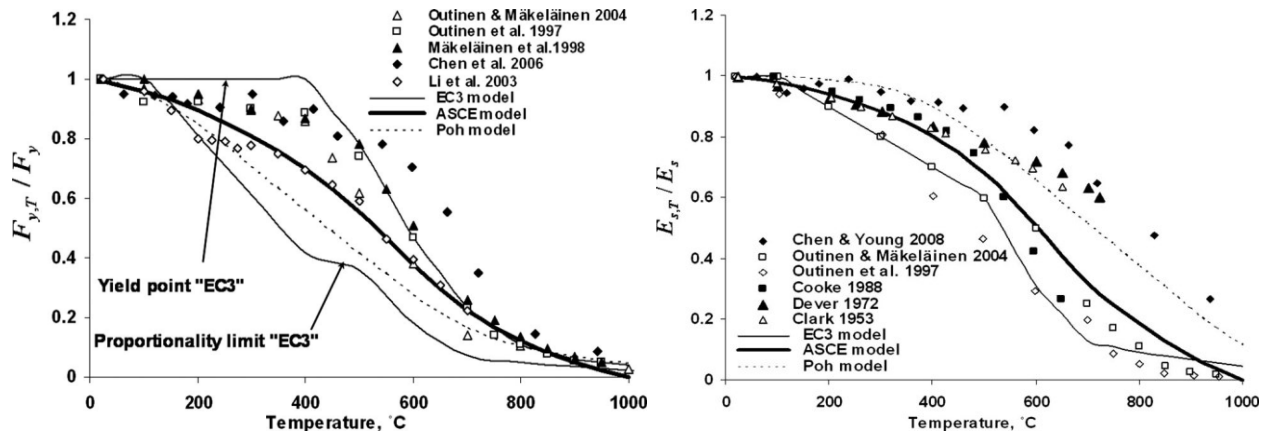 1.2
1
0.8
0.6
0.4
0.2
0
F_{y,T} / F_y
Outinen & Mäkeläinen 2004
Outinen et al. 1997
Mäkeläinen et al.1998
Chen et al. 2006
Li et al. 2003
EC3 model
ASCE model
Poh model
Yield point "EC3"
Proportionality limit "EC3"
0 200 400 600 800 1000
Temperature, °C
1.2
1
0.8
0.6
0.4
0.2
0
E_{s,T} / E_s
Chen & Young 2008
Outinen & Mäkeläinen 2004
Outinen et al. 1997
Cooke 1988
Dever 1972
Clark 1953
EC3 model
ASCE model
Poh model
0 200 400 600 800 1000
Temperature, °C